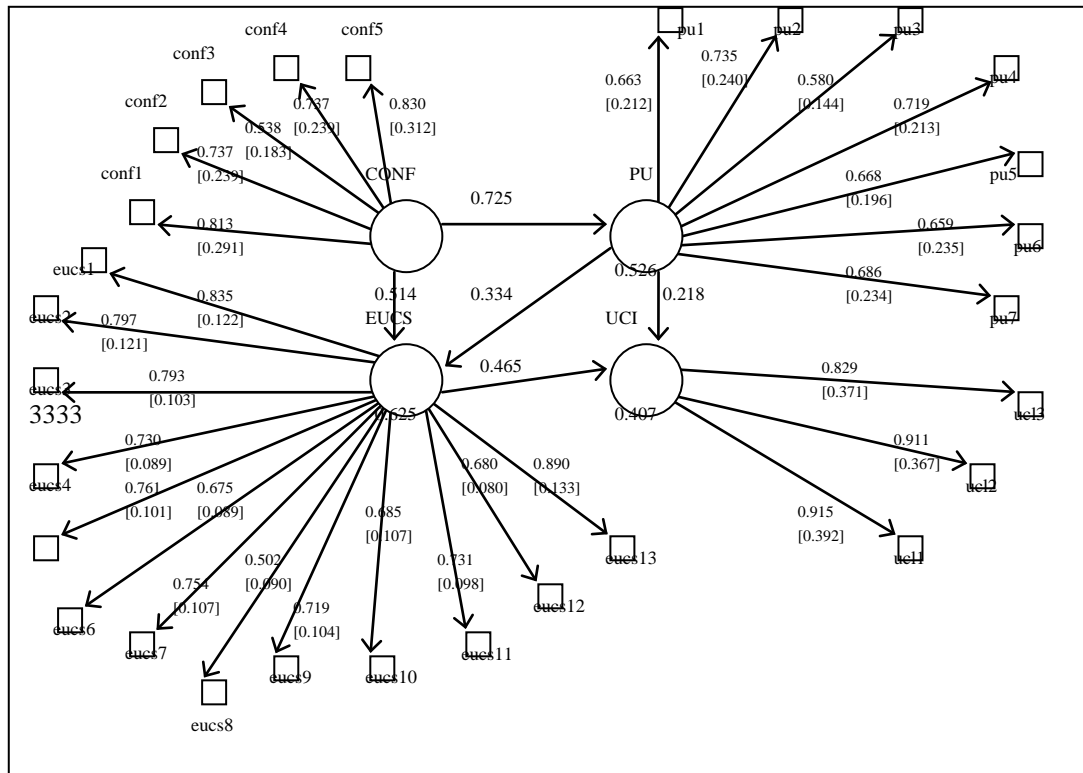 pu1
pu2
pu3
conf4
conf5
conf3
0.735
[0.240]
0.663
[0.212]
0.580
[0.144]
pu4
conf2
0.737
[0.239]
0.830
[0.312]
0.719
[0.213]
0.538
[0.183]
0.737
[0.239]
conf1
CONF
PU
0.668
[0.196]
pu5
0.725
0.813
[0.291]
0.659
[0.235]
pu6
eucs1
0.526
0.686
[0.234]
0.835
[0.122]
0.514
0.334
0.218
eucs2
0.797
[0.121]
EUCS
UCI
pu7
0.465
0.829
[0.371]
eucs3
0.793
[0.103]
3333
0.625
0.407
ucl3
0.730
[0.089]
0.911
[0.367]
0.680
[0.080]
0.890
[0.133]
eucs4
0.761
[0.101]
0.675
[0.089]
ucl2
0.685
[0.107]
0.915
[0.392]
0.731
[0.098]
eucs13
ucl1
0.502
[0.090]
0.754
[0.107]
0.719
[0.104]
eucs12
eucs6
eucs7
eucs9
eucs10
eucs11
eucs8